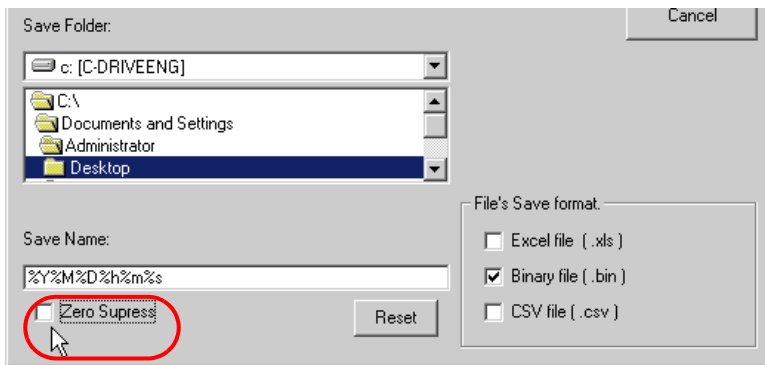 Save Folder:
Cancel
c: [C-DRIVEENG]
C:\
Documents and Settings
Administrator
Desktop
File's Save format.
Save Name:
Excel file ( .xls )
%Y%M%D%h%m%s
Binary file ( .bin )
Zero Supress
Reset
CSV file ( .csv )